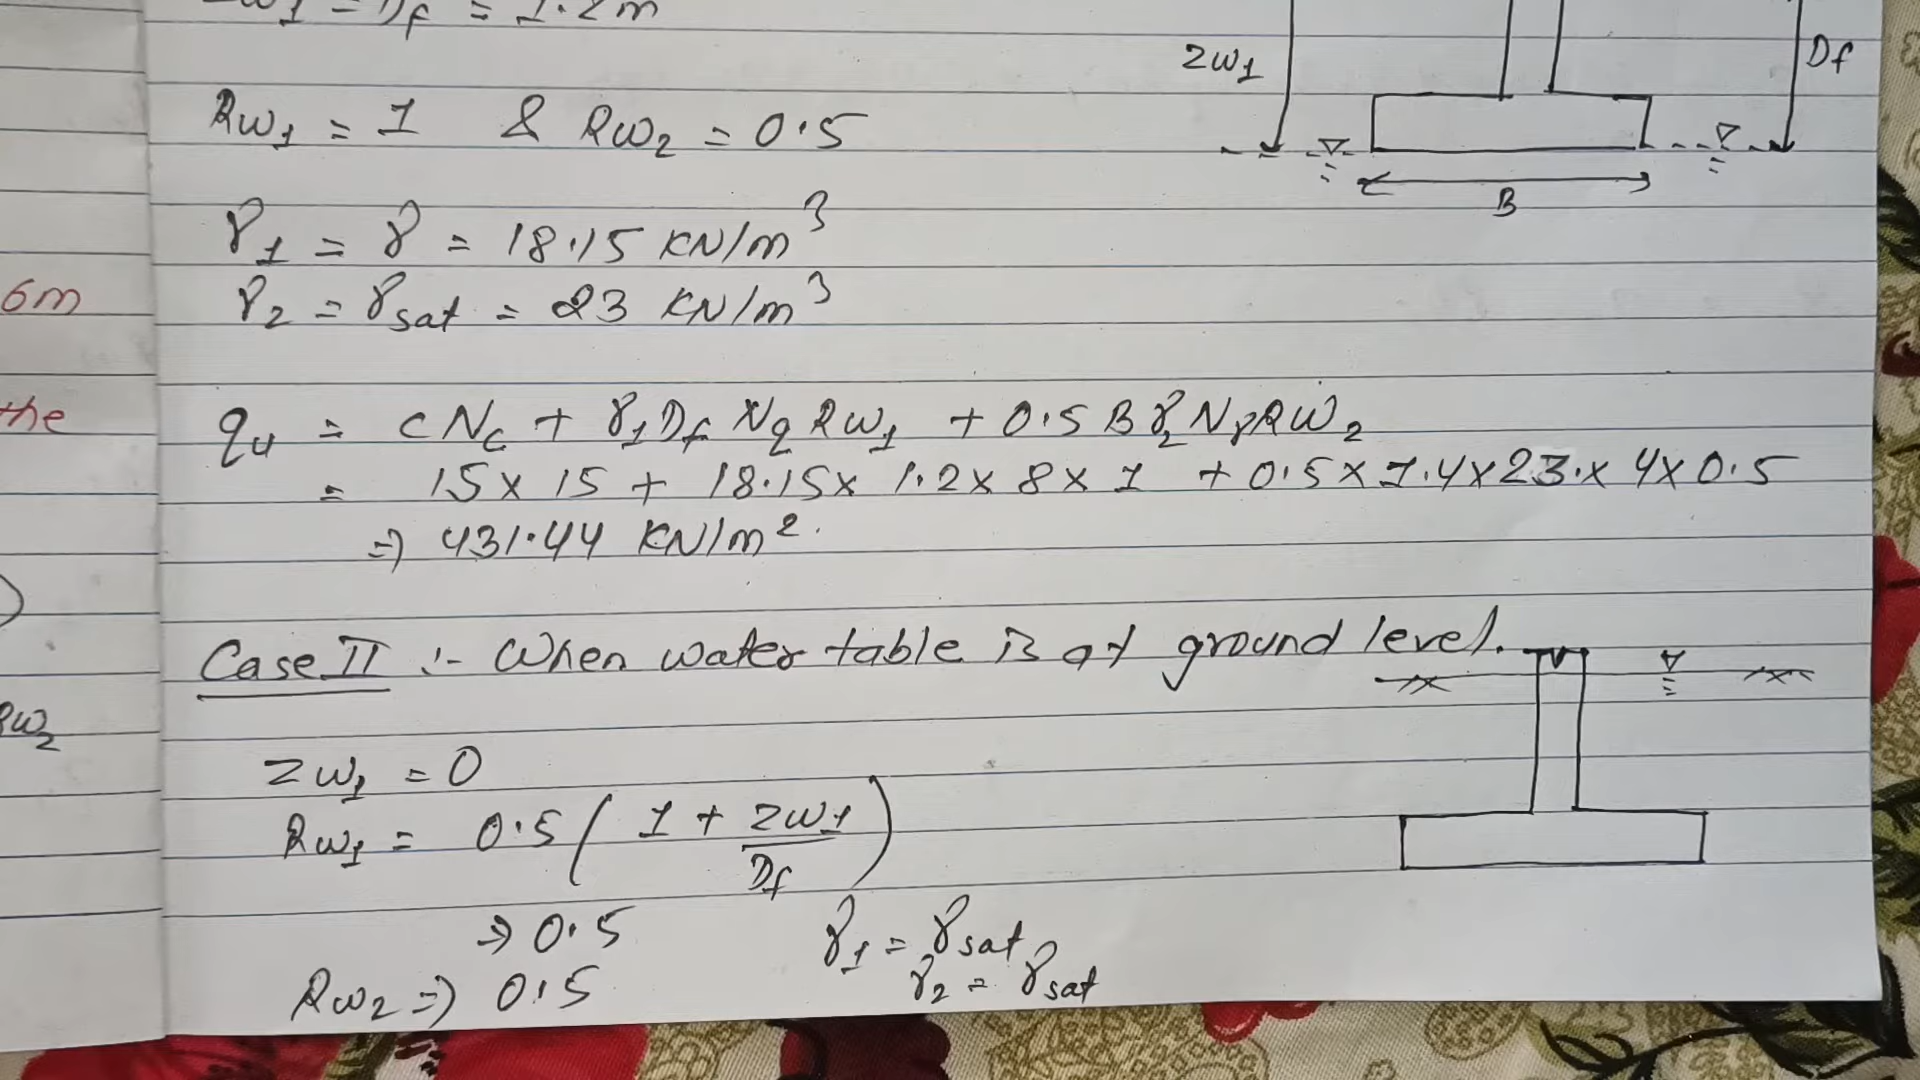 Zw1 = Df = 1.2m
Zw1
Df
Rw1 = 1 & Rw2 = 0.5
B
γ1 = γ = 18.15 KN/m³
6m
γ2 = γsat = 23 KN/m³
the
qu = cNc + γ1Df Nq Rw1 + 0.5 B γ2 Nγ Rw2
= 15 x 15 + 18.15 x 1.2 x 8 x 1 + 0.5 x 1.4 x 23 x 4 x 0.5
⇒ 431.44 KN/m².
)
Case II :- When water table is at ground level.
Rw2
Zw1 = 0
Rw1 = 0.5 ( 1 + Zw1/Df )
⇒ 0.5 γ1 = γsat
Rw2 ⇒ 0.5 γ2 = γsat